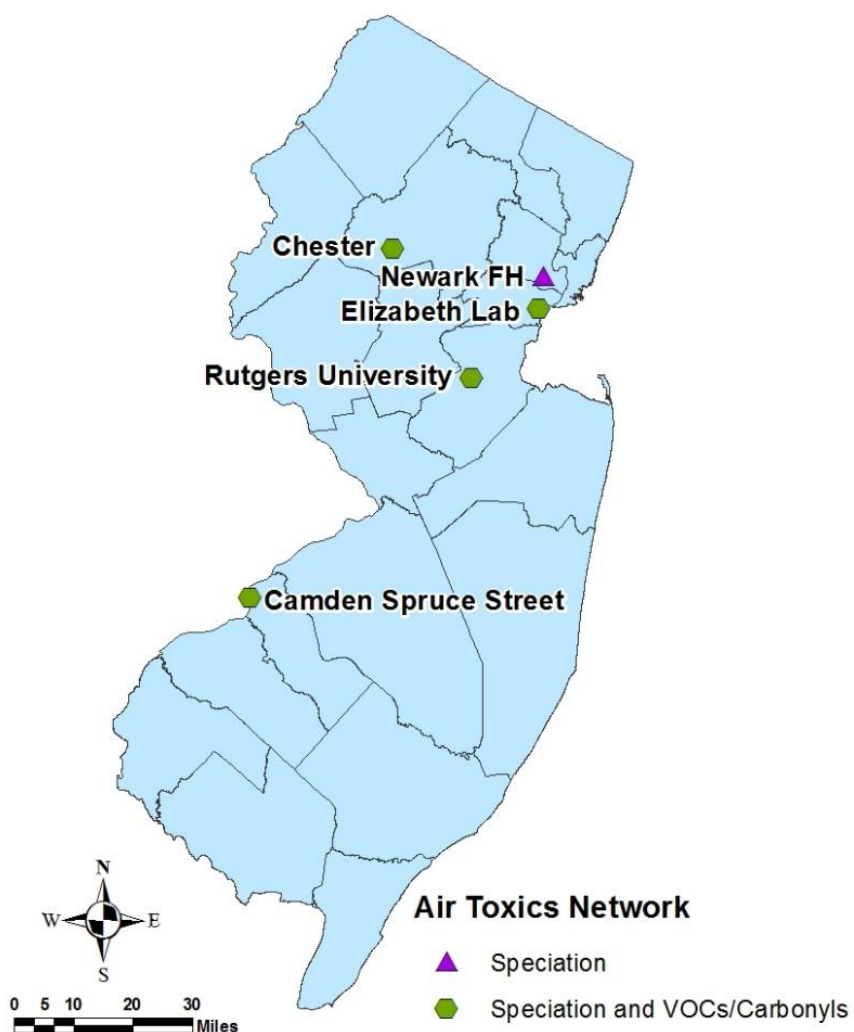 Chester
Newark FH
Elizabeth Lab
Rutgers University
Camden Spruce Street
N
W E
S
Air Toxics Network
Speciation
Speciation and VOCs/Carbonyls
0 5 10 20 30
Miles